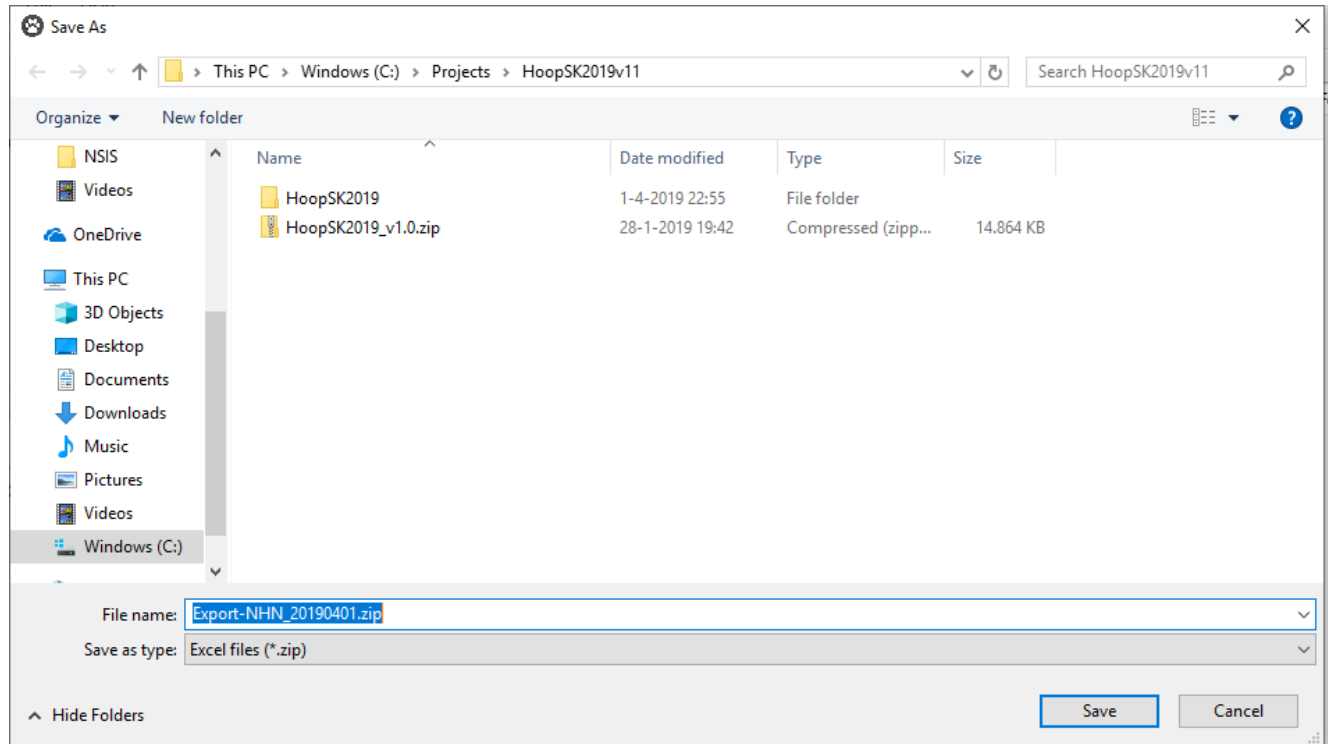 Save As
This PC > Windows (C:) > Projects > HoopSK2019v11
Search HoopSK2019v11
Organize
New folder
NSIS
Videos
OneDrive
This PC
3D Objects
Desktop
Documents
Downloads
Music
Pictures
Videos
Windows (C:)
Name Date modified Type Size
HoopSK2019 1-4-2019 22:55 File folder
HoopSK2019_v1.0.zip 28-1-2019 19:42 Compressed (zipp... 14.864 KB
File name: Export-NHN_20190401.zip
Save as type: Excel files (*.zip)
Hide Folders
Save
Cancel